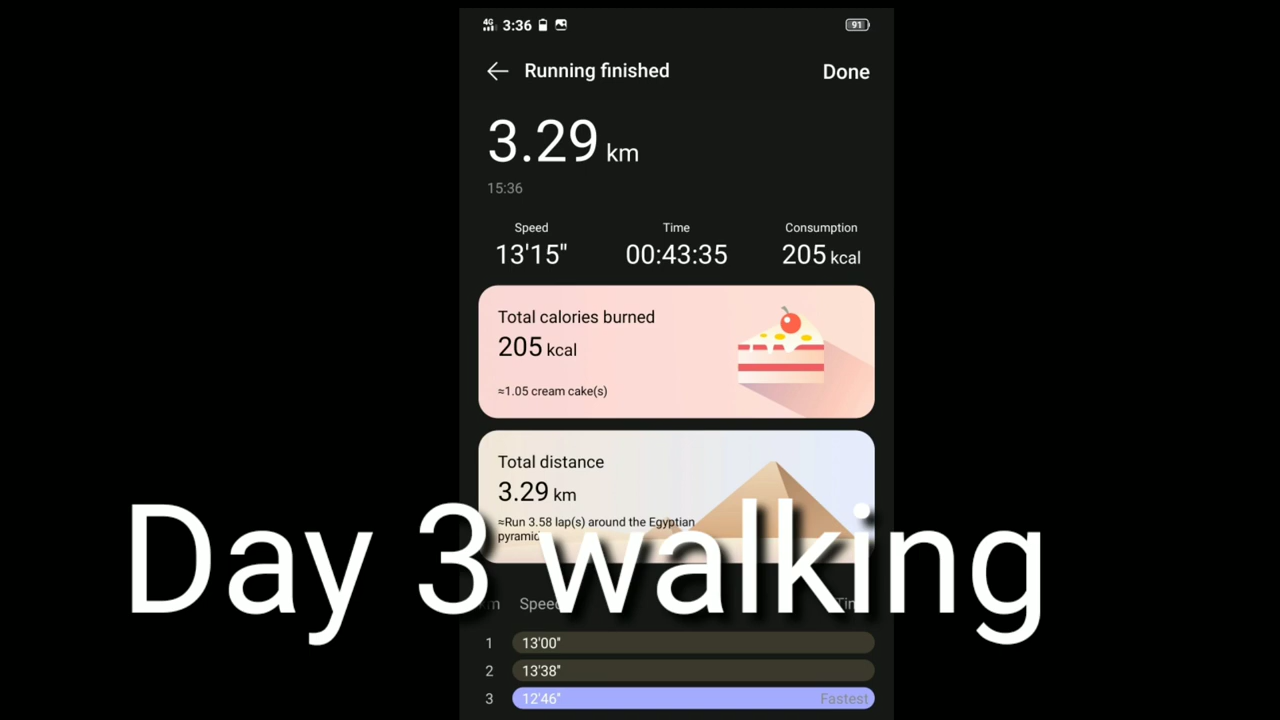 4G 3:36 91
Running finished Done
3.29 km
15:36
Speed Time Consumption
13'15" 00:43:35 205 kcal
Total calories burned
205 kcal
≈1.05 cream cake(s)
Total distance
3.29 km
≈Run 3.58 lap(s) around the Egyptian
Day 3 walking
km
1 13'00"
2 13'38"
3 12'46" Fastest